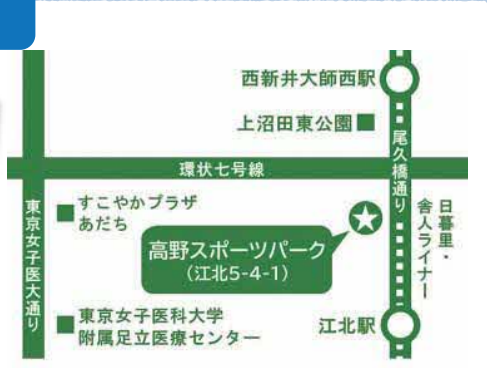 西新井大師西駅
上沼田東公園
尾久橋通り
環状七号線
日暮里・
舎人ライナー
東京女子医大通り
すこやかプラザ
あだち
高野スポーツパーク
(江北5-4-1)
東京女子医科大学
附属足立医療センター
江北駅